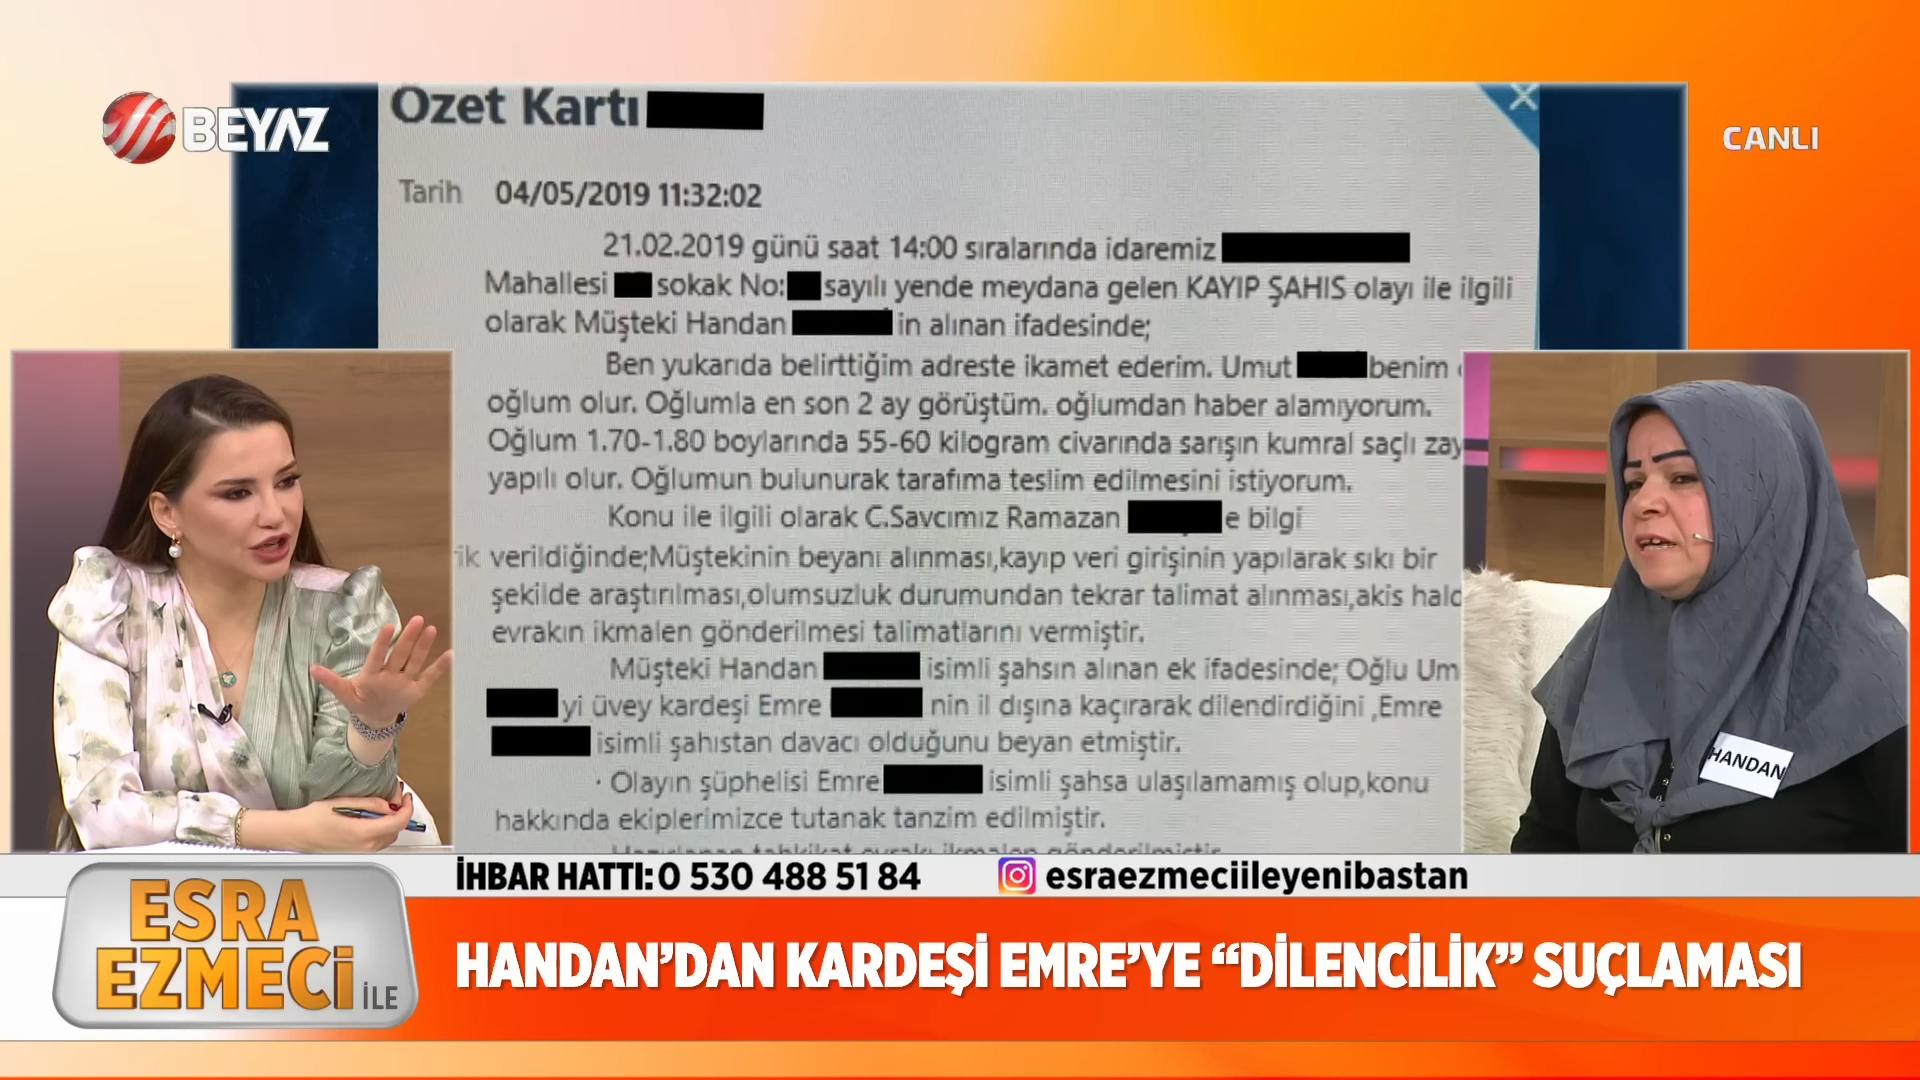 BEYAZ
CANLI
Özet Kartı
Tarih 04/05/2019 11:32:02
21.02.2019 günü saat 14:00 sıralarında idaremiz
Mahallesi sokak No: sayılı yende meydana gelen KAYIP ŞAHIS olayı ile ilgili
olarak Müşteki Handan in alınan ifadesinde;
Ben yukarıda belirttiğim adreste ikamet ederim. Umut benim
oğlum olur. Oğlumla en son 2 ay görüştüm. oğlumdan haber alamıyorum.
Oğlum 1.70-1.80 boylarında 55-60 kilogram civarında sarışın kumral saçlı zay
yapılı olur. Oğlumun bulunurak tarafıma teslim edilmesini istiyorum.
Konu ile ilgili olarak C.Savcımız Ramazan e bilgi
ik verildiğinde;Müştekinin beyanı alınması,kayıp veri girişinin yapılarak sıkı bir
şekilde araştırılması,olumsuzluk durumundan tekrar talimat alınması,akis halc
evrakın ikmalen gönderilmesi talimatlarını vermiştir.
Müşteki Handan isimli şahsın alınan ek ifadesinde; Oğlu Um
yi üvey kardeşi Emre nin il dışına kaçırarak dilendirdiğini ,Emre
isimli şahıstan davacı olduğunu beyan etmiştir.
· Olayın şüphelisi Emre isimli şahsa ulaşılamamış olup,konu
hakkında ekiplerimizce tutanak tanzim edilmiştir.
HANDAN
İHBAR HATTI: 0 530 488 51 84
esraezmeciileyenibastan
ESRA
EZMECİ İLE
HANDAN'DAN KARDEŞİ EMRE'YE “DİLENCİLİK” SUÇLAMASI